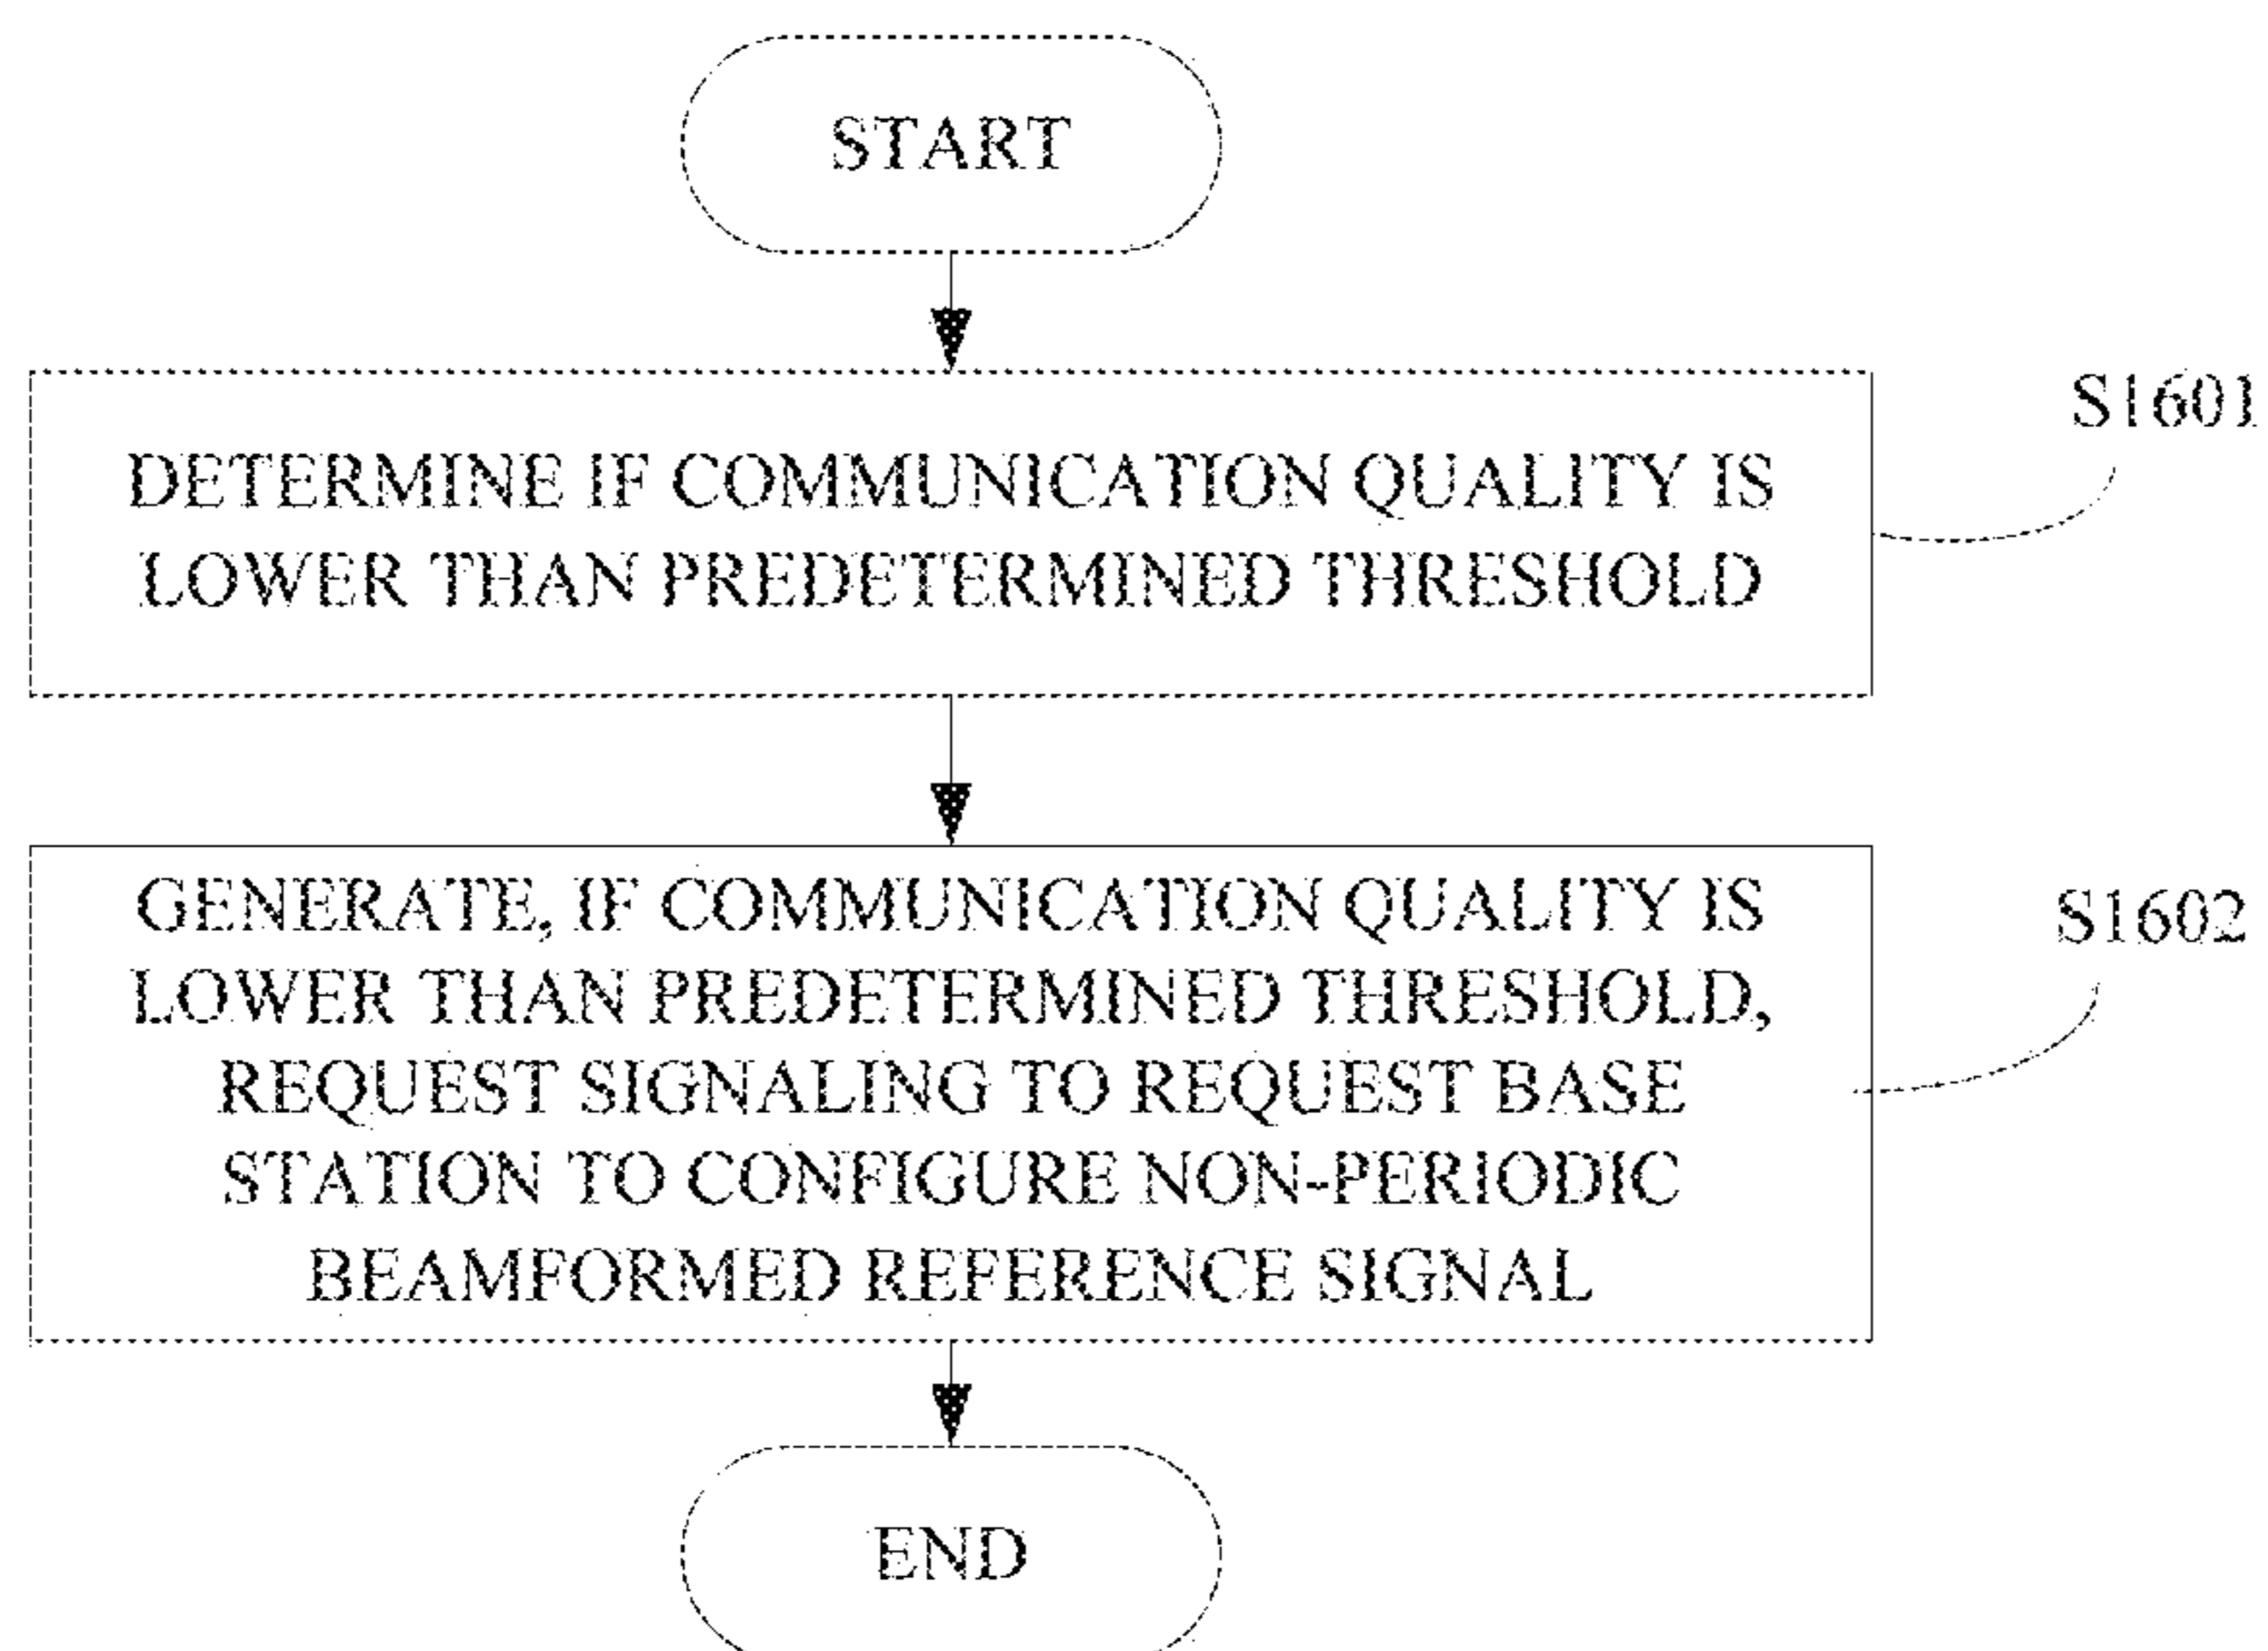 START
S1601
DETERMINE IF COMMUNICATION QUALITY IS
LOWER THAN PREDETERMINED THRESHOLD
GENERATE, IF COMMUNICATION QUALITY IS
S1602
LOWER THAN PREDETERMINED THRESHOLD,
REQUEST SIGNALING TO REQUEST BASE
STATION TO CONFIGURE NON-PERIODIC
BEAMFORMED REFERENCE SIGNAL
END